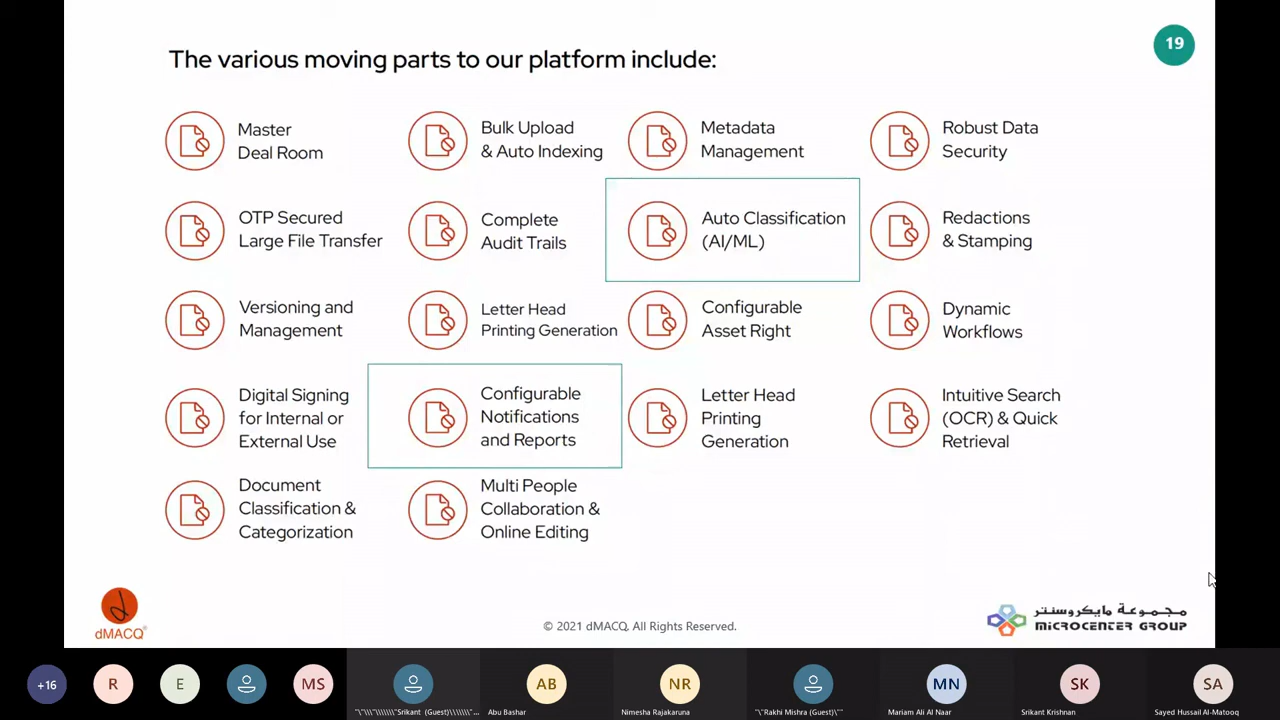 The various moving parts to our platform include:
19
Master
Deal Room
Bulk Upload
& Auto Indexing
Metadata
Management
Robust Data
Security
OTP Secured
Large File Transfer
Complete
Audit Trails
Auto Classification
(AI/ML)
Redactions
& Stamping
Versioning and
Management
Letter Head
Printing Generation
Configurable
Asset Right
Dynamic
Workflows
Digital Signing
for Internal or
External Use
Configurable
Notifications
and Reports
Letter Head
Printing
Generation
Intuitive Search
(OCR) & Quick
Retrieval
Document
Classification &
Categorization
Multi People
Collaboration &
Online Editing
d
dMACQ®
© 2021 dMACQ. All Rights Reserved.
مجموعة مايكروسنتر
MICROCENTER GROUP
+16
R
E
MS
AB
NR
MN
SK
SA
"\"\\\"\\\\\\\"Srikant (Guest)\\\\\\\"...
Abu Bashar
Nimesha Rajakaruna
"\"Rakhi Mishra (Guest)\""
Mariam Ali Al Naar
Srikant Krishnan
Sayed Hussail Al-Matooq